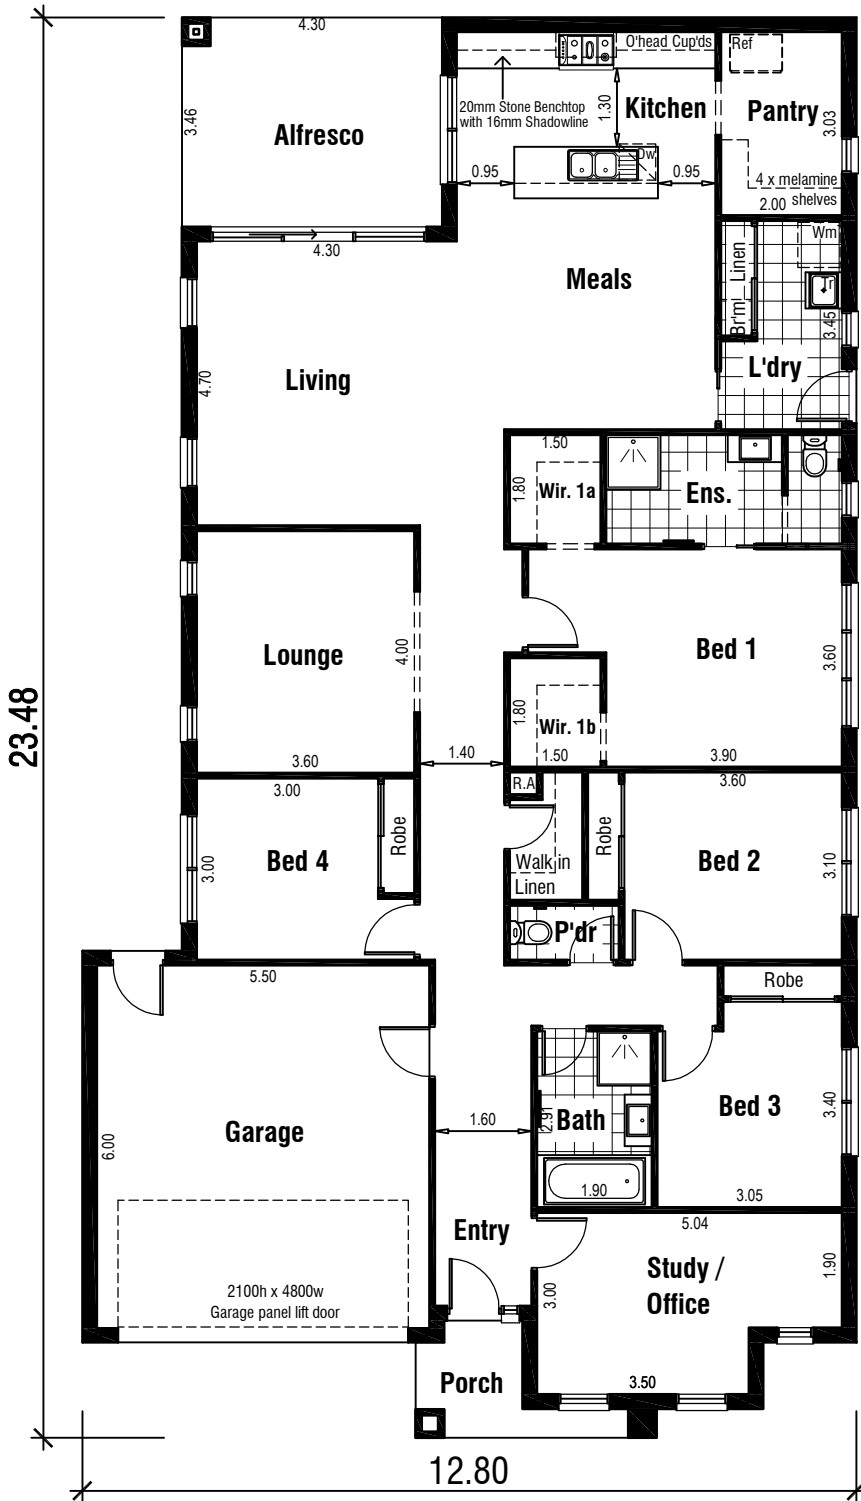 4.30
O'head Cup'ds
Ref
3.46
20mm Stone Benchtop
with 16mm Shadowline
1.30
Kitchen
Pantry
3.03
Alfresco
Dw
0.95
0.95
4 x melamine
shelves
2.00
4.30
Wm
Linen
Br'm
Tr
3.45
Meals
L'dry
Living
4.70
1.50
1.80
Wir. 1a
Ens.
Lounge
4.00
Bed 1
3.60
1.80
Wir. 1b
1.50
3.90
3.60
1.40
3.60
3.00
R.A
Bed 4
3.00
Robe
Walk in
Linen
Robe
Bed 2
3.10
P'dr
5.50
Robe
Garage
6.00
1.60
2.91
Bath
Bed 3
3.40
1.90
3.05
Entry
5.04
1.90
Study /
Office
3.00
2100h x 4800w
Garage panel lift door
Porch
3.50
23.48
12.80